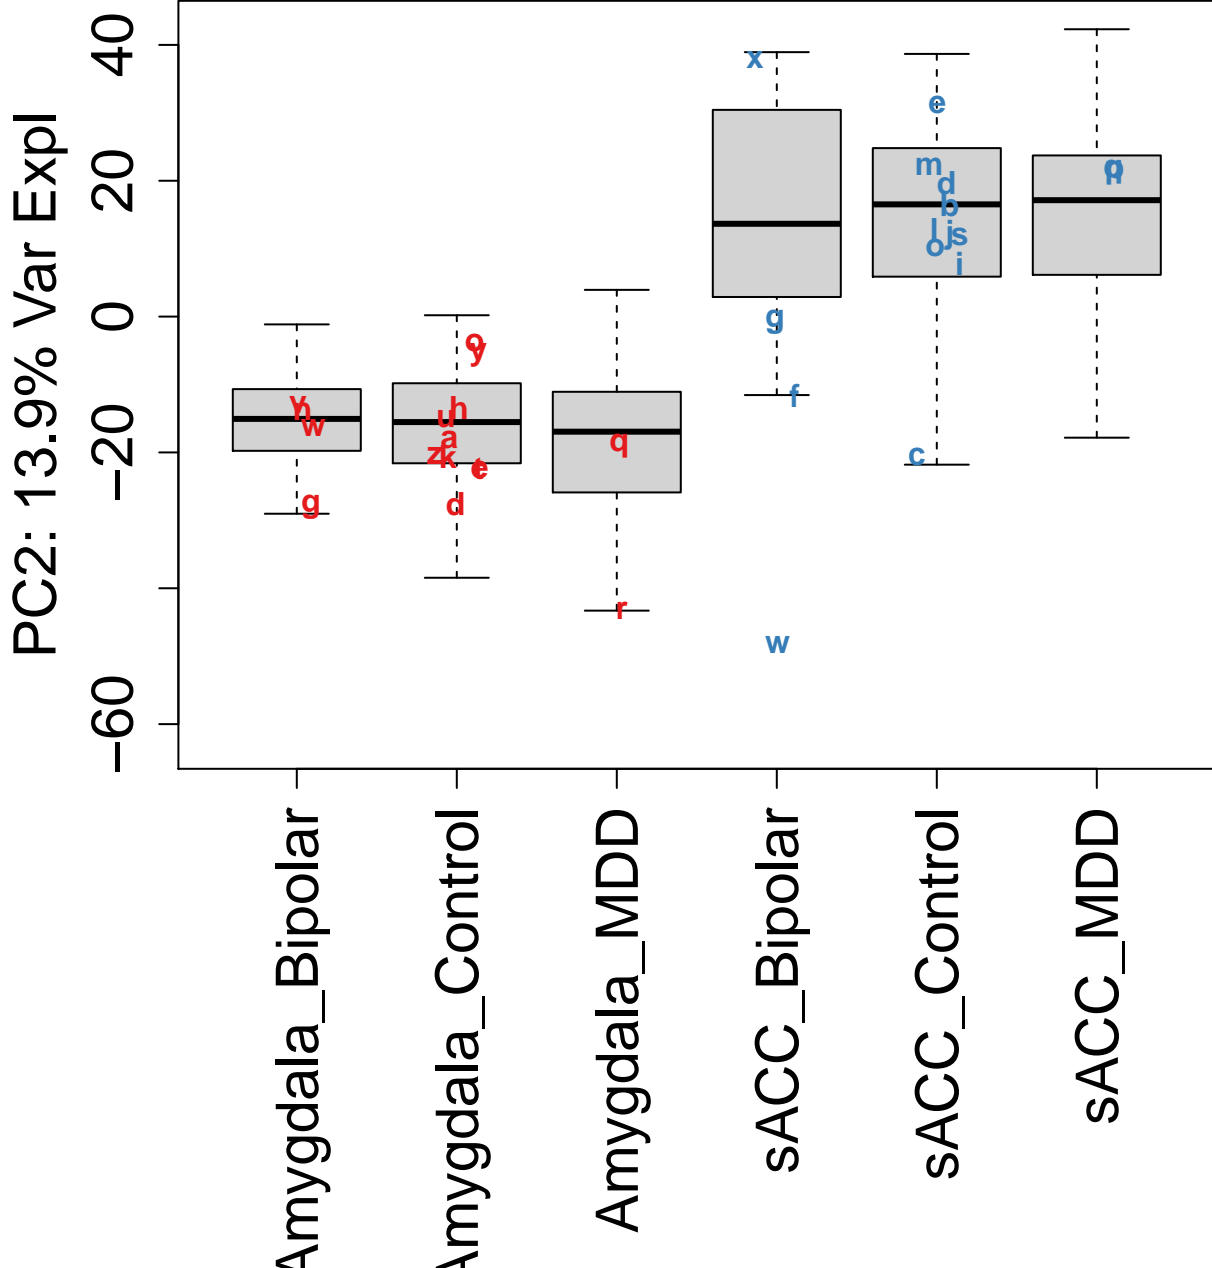 PC2: 13.9% Var Expl
40
20
0
−20
−60
x
e
m
d
b
l
j
s
o
i
q
n
g
f
c
w
v
n
w
g
o
y
h
u
a
z
k
t
e
d
q
r
Amygdala_Bipolar
Amygdala_Control
Amygdala_MDD
sACC_Bipolar
sACC_Control
sACC_MDD